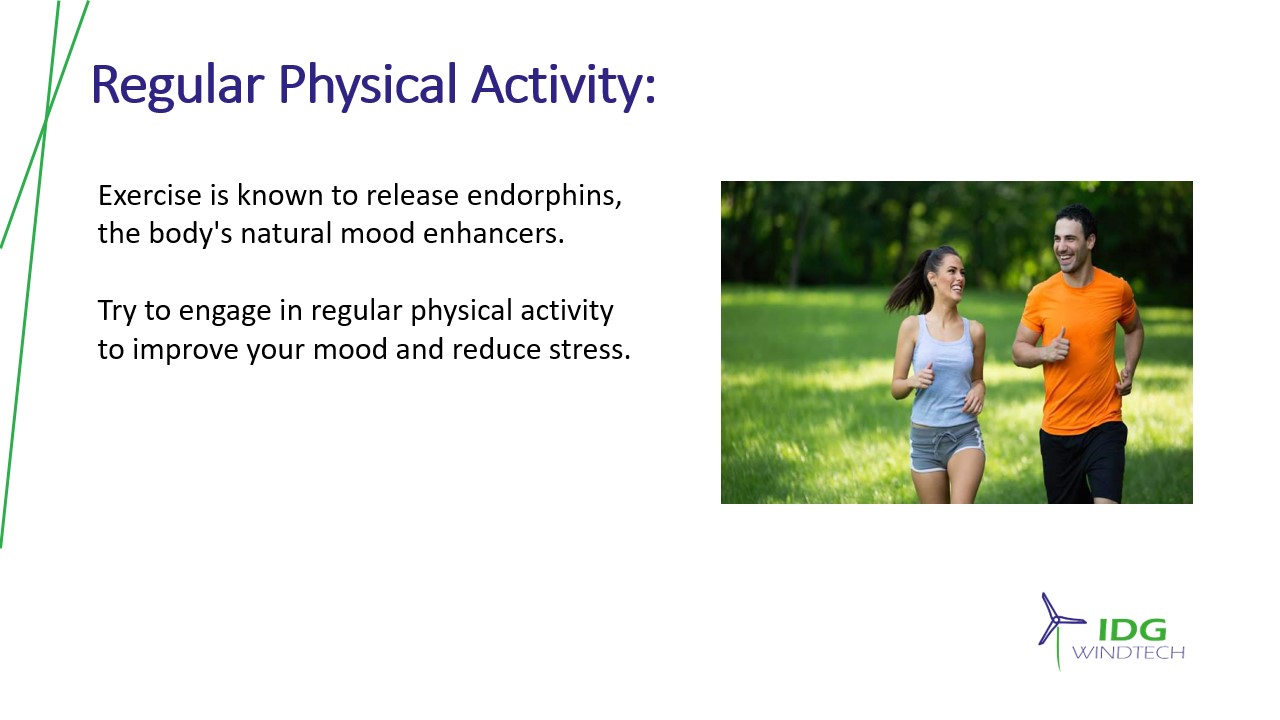 Regular Physical Activity:
Exercise is known to release endorphins,
the body's natural mood enhancers.
Try to engage in regular physical activity
to improve your mood and reduce stress.
IDG
WINDTECH